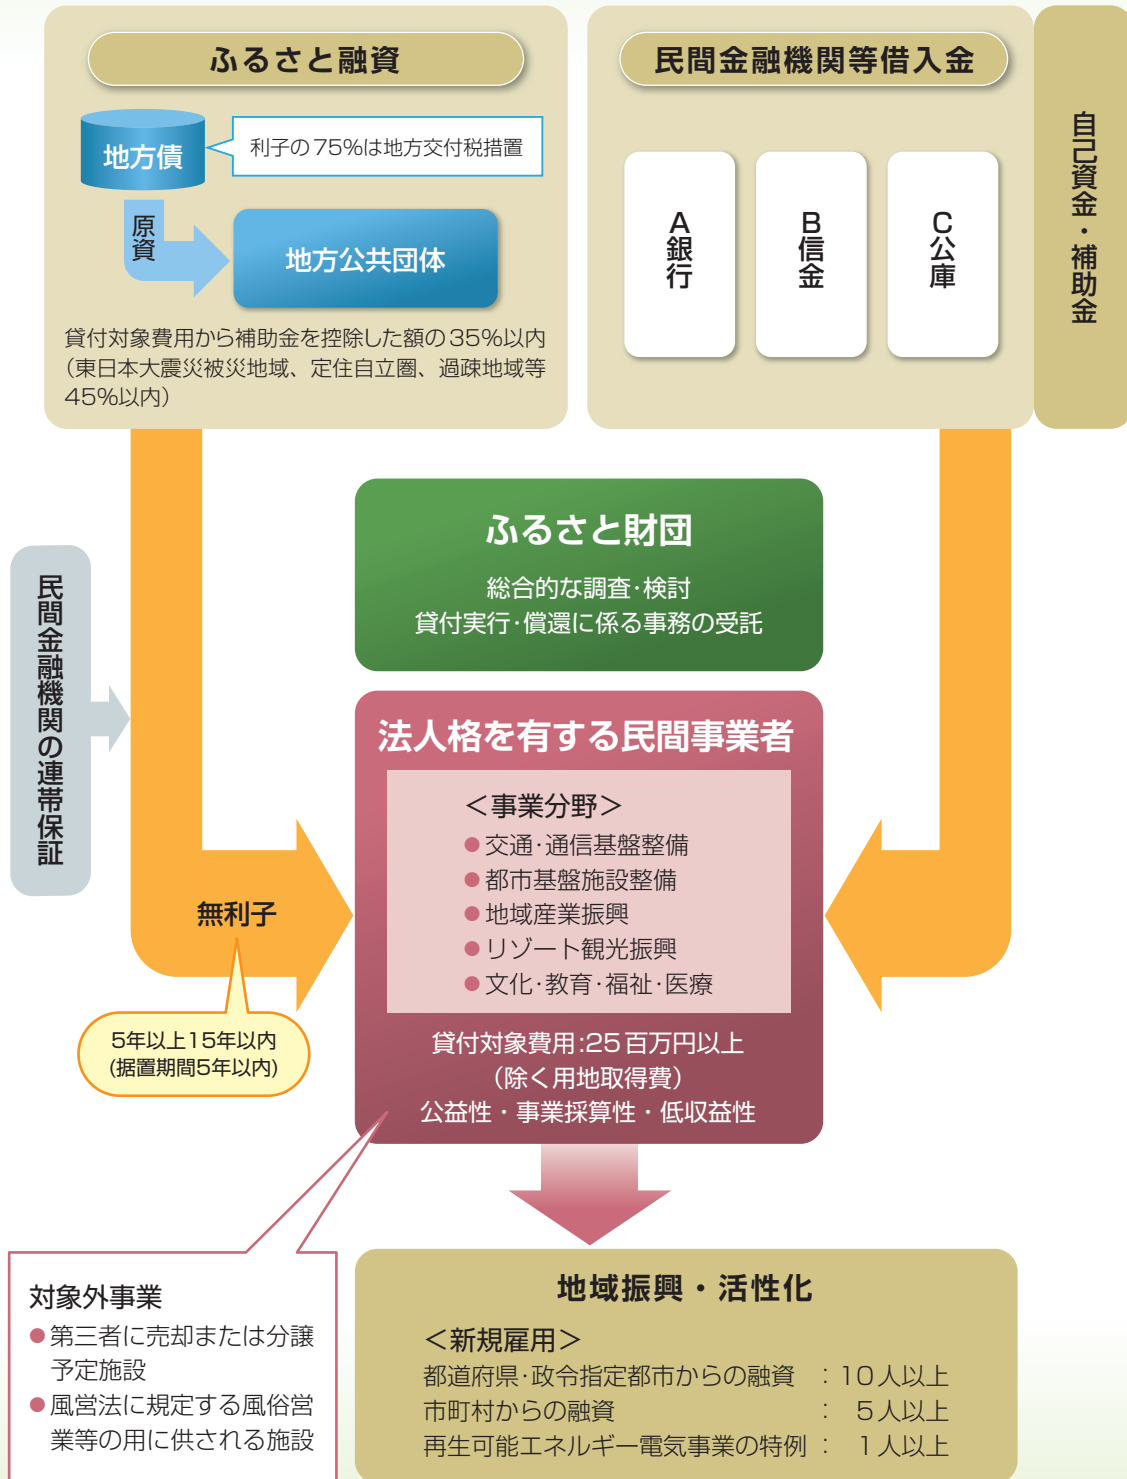 ふるさと融資
地方債
利子の75%は地方交付税措置
原資
地方公共団体
貸付対象費用から補助金を控除した額の35%以内
（東日本大震災被災地域、定住自立圏、過疎地域等
45%以内）
民間金融機関等借入金
A銀行
B信金
C公庫
自己資金・補助金
ふるさと財団
総合的な調査･検討
貸付実行･償還に係る事務の受託
民間金融機関の連帯保証
無利子
5年以上15年以内
(据置期間5年以内)
法人格を有する民間事業者
＜事業分野＞
●交通･通信基盤整備
●都市基盤施設整備
●地域産業振興
●リゾート観光振興
●文化･教育･福祉･医療
貸付対象費用:25百万円以上
（除く用地取得費）
公益性・事業採算性・低収益性
対象外事業
●第三者に売却または分譲
予定施設
●風営法に規定する風俗営
業等の用に供される施設
地域振興・活性化
＜新規雇用＞
都道府県･政令指定都市からの融資 : 10人以上
市町村からの融資 : 5人以上
再生可能エネルギー電気事業の特例 : 1人以上